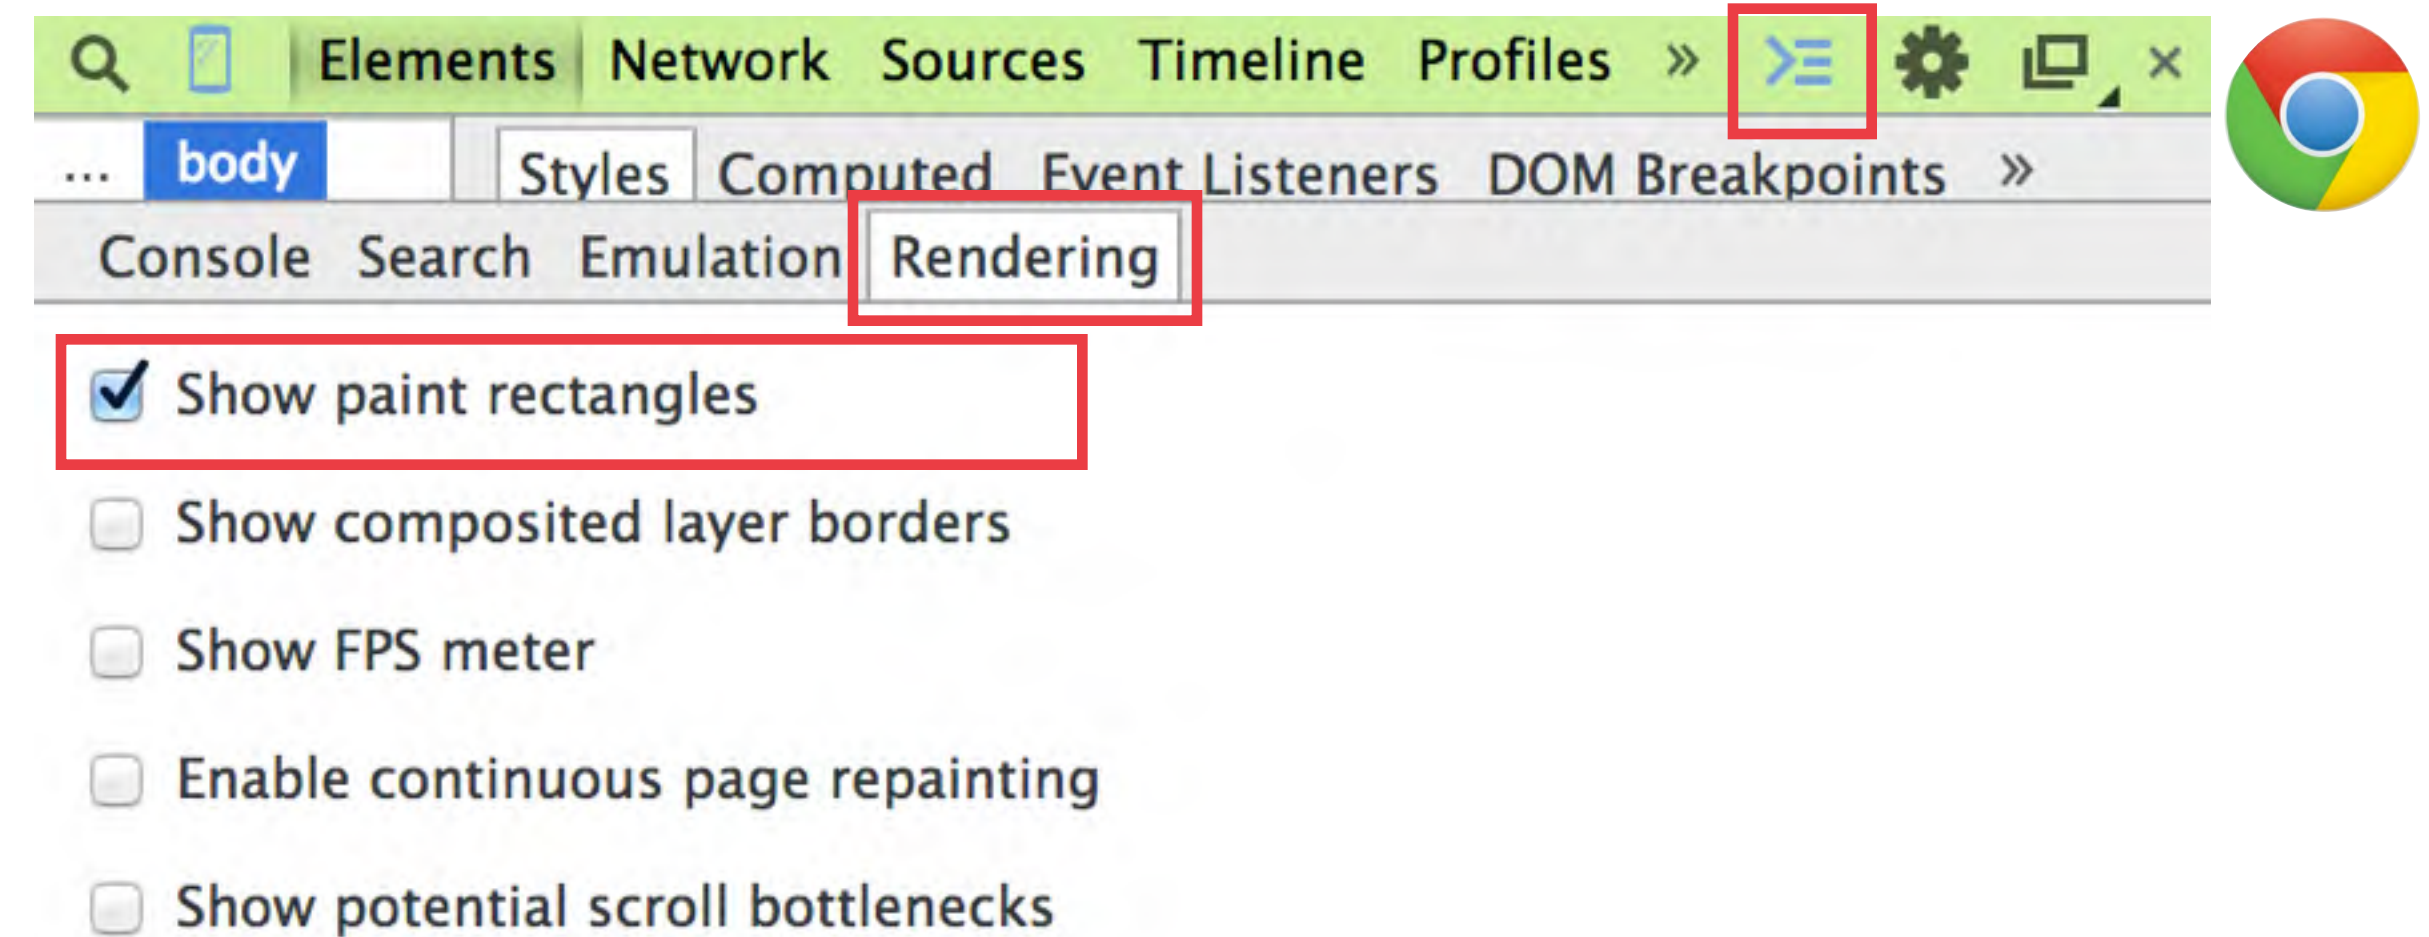 Elements Network Sources Timeline Profiles » ×
... body Styles Computed Event Listeners DOM Breakpoints »
Console Search Emulation Rendering
Show paint rectangles
Show composited layer borders
Show FPS meter
Enable continuous page repainting
Show potential scroll bottlenecks